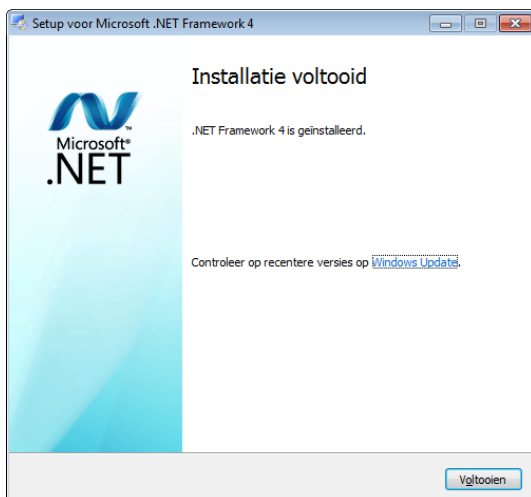 Setup voor Microsoft .NET Framework 4
Installatie voltooid
.NET Framework 4 is geïnstalleerd.
Microsoft®
.NET™
Controleer op recentere versies op Windows Update.
Voltooien